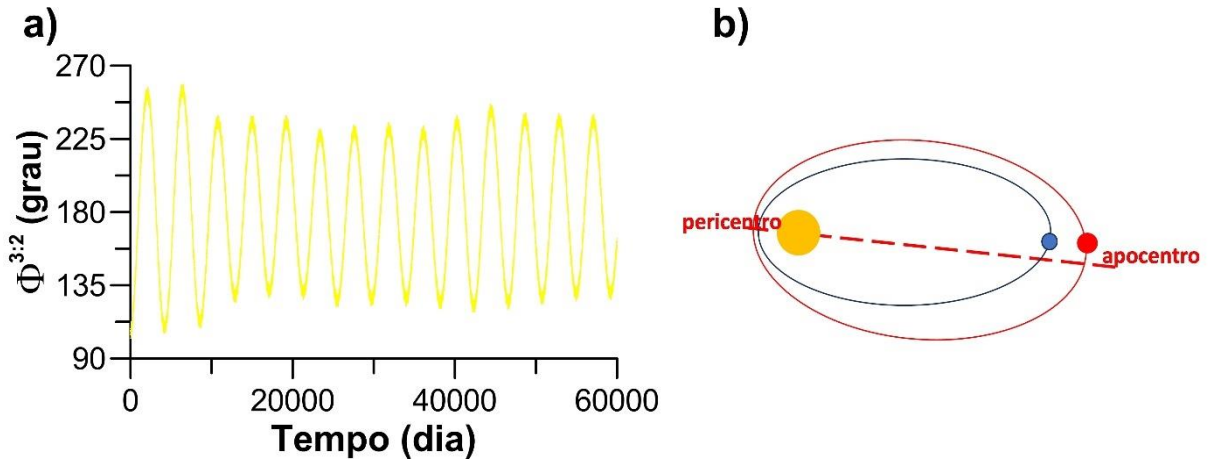 a)
270
225
180
135
90
Φ3:2 (grau)
0
20000
40000
60000
Tempo (dia)
b)
pericentro
apocentro